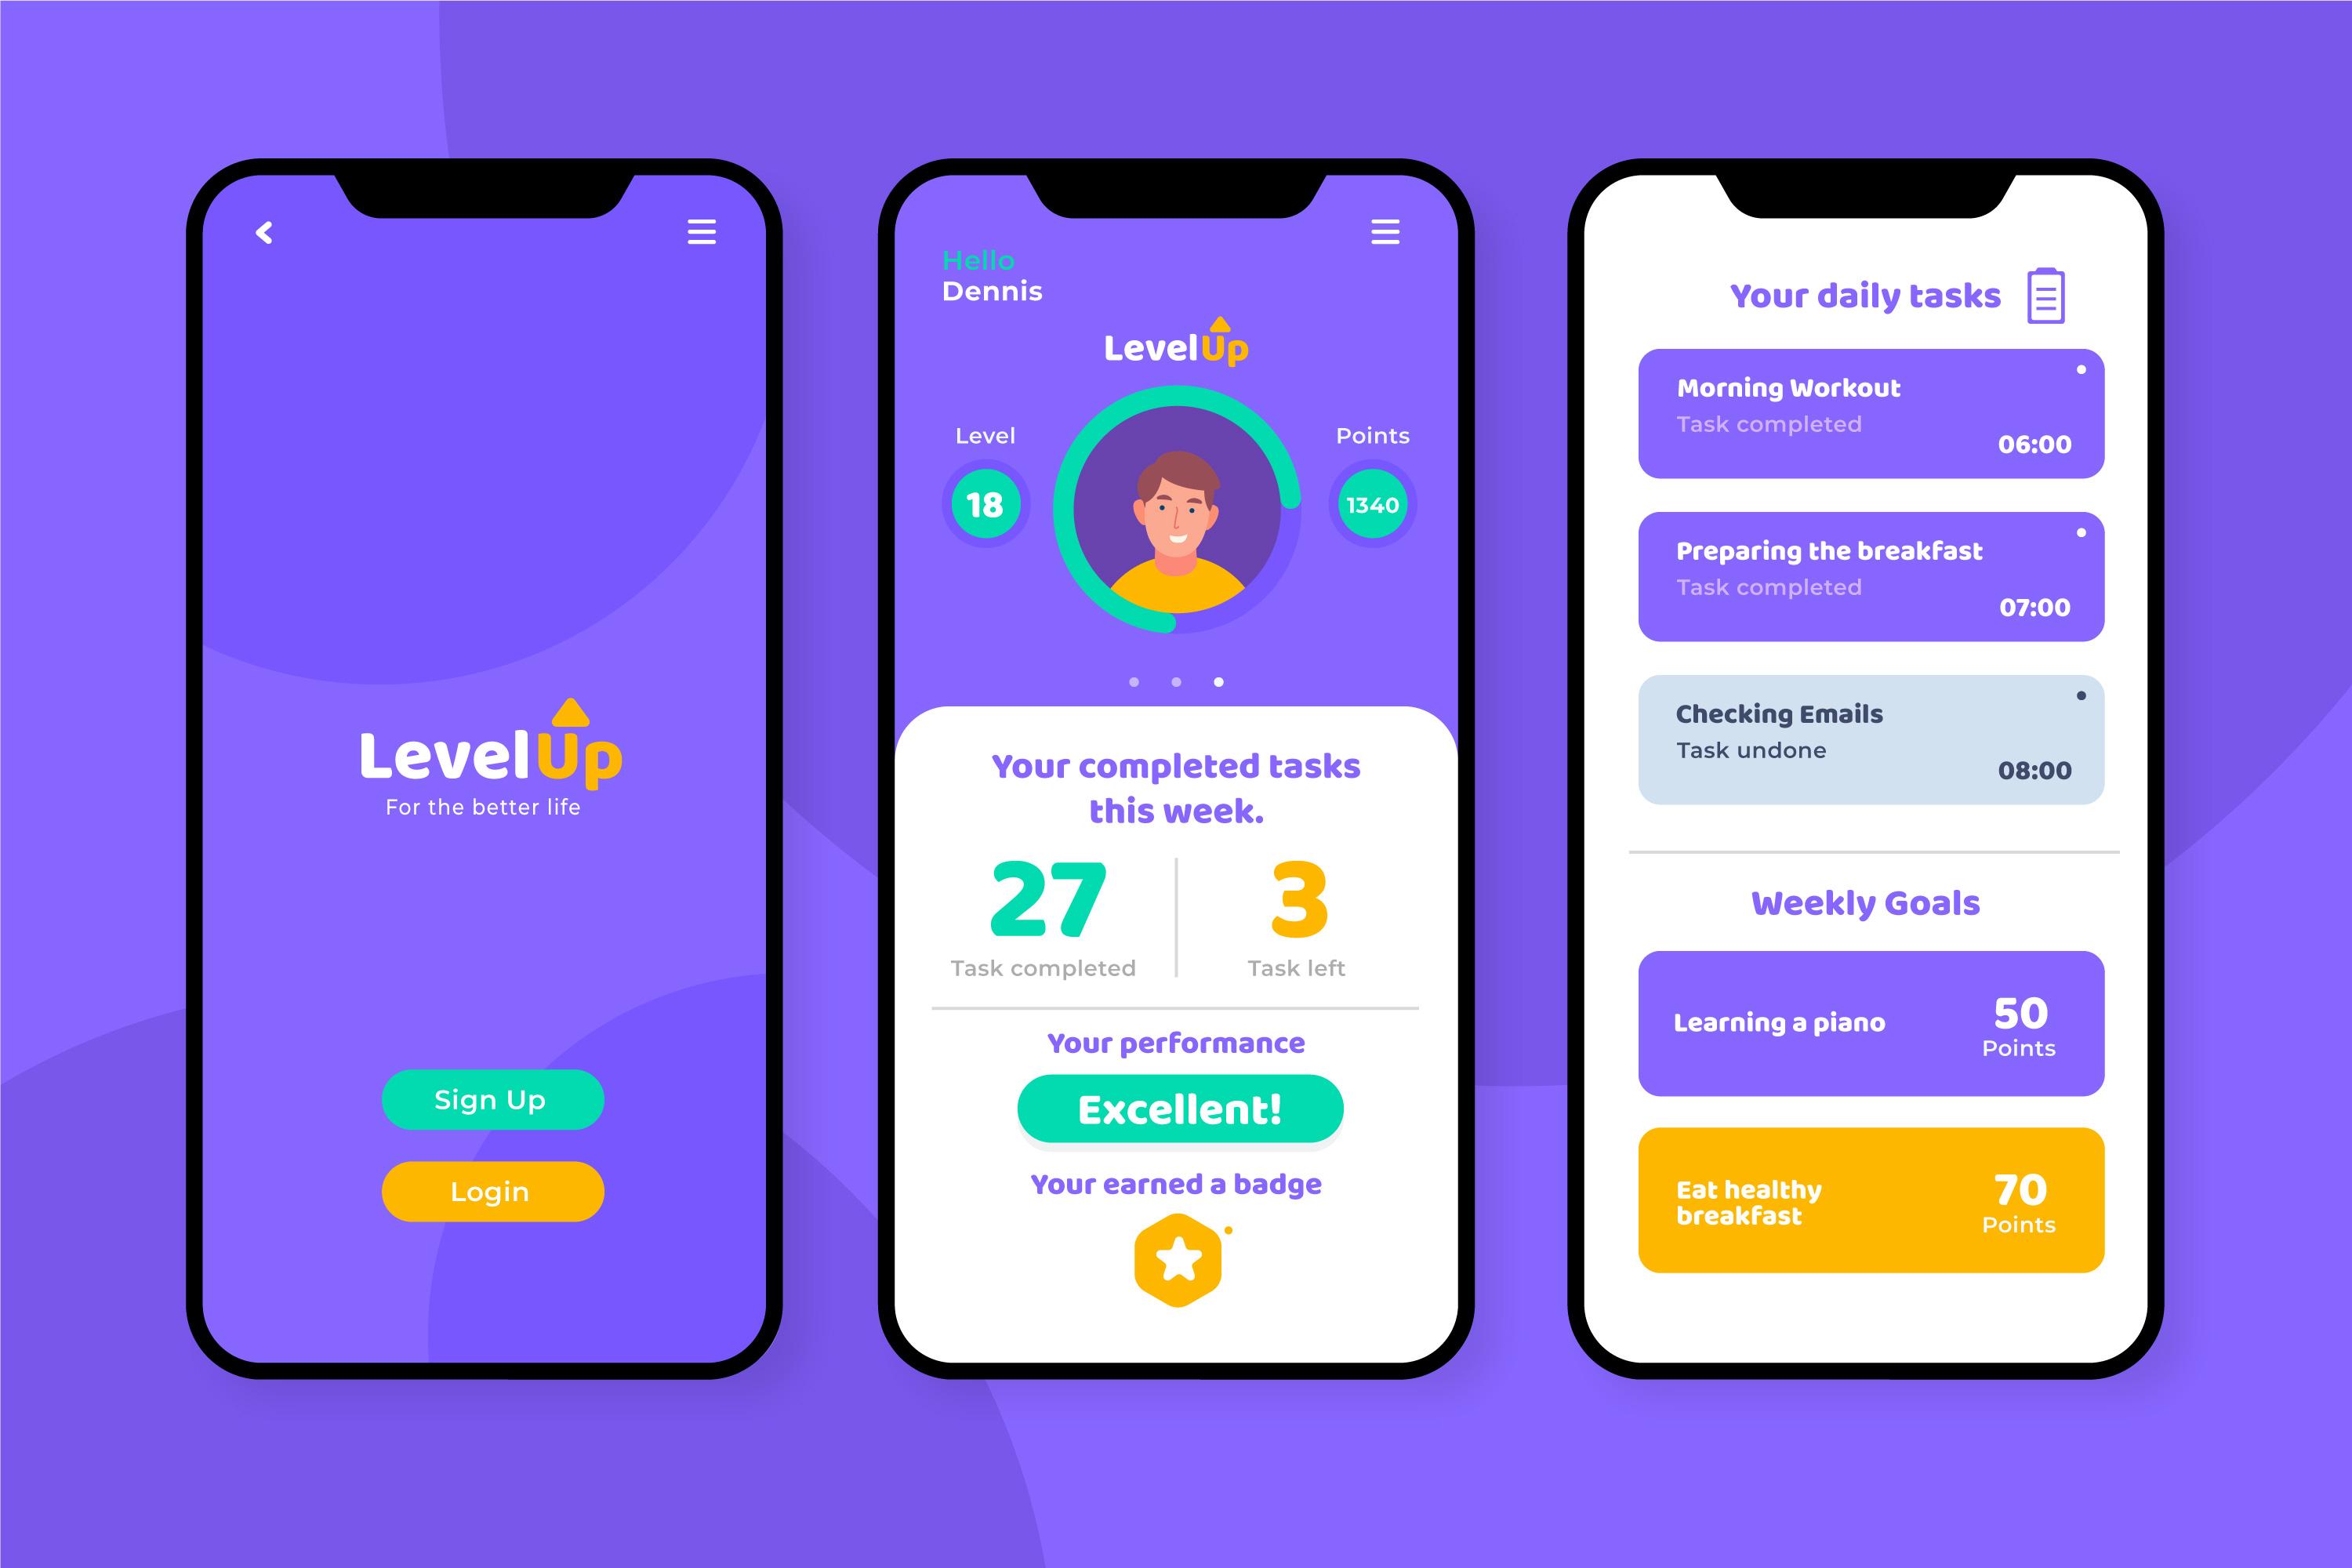 LevelUp
For the better life
Sign Up
Login
Hello
Dennis
LevelUp
Level
18
Points
1340
Your completed tasks
this week.
27
Task completed
3
Task left
Your performance
Excellent!
Your earned a badge
Your daily tasks
Morning Workout
Task completed
06:00
Preparing the breakfast
Task completed
07:00
Checking Emails
Task undone
08:00
Weekly Goals
Learning a piano
50
Points
Eat healthy
breakfast
70
Points